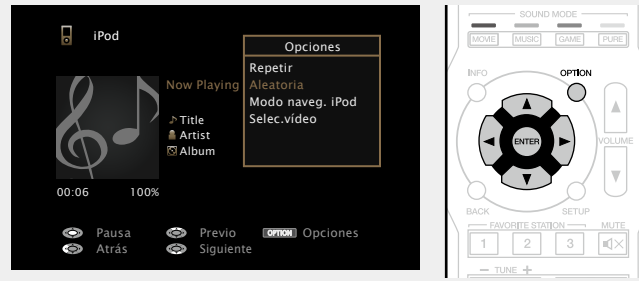 iPod
Opciones
Repetir
Aleatoria
Modo naveg. iPod
Selec.vídeo
Now Playing
Title
Artist
Album
00:06 100%
Pausa Previo OPTION Opciones
Atrás Siguiente
SOUND MODE
MOVIE MUSIC GAME PURE
INFO OPTION
ENTER
VOLUME
BACK SETUP
FAVORITE STATION MUTE
1 2 3
− TUNE +